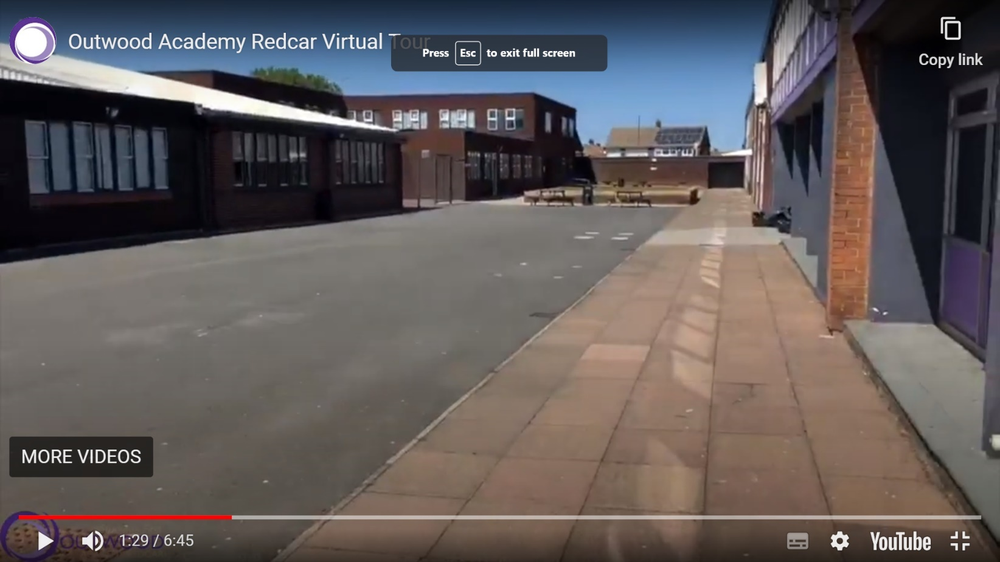 Outwood Academy Redcar Virtual Tour
Press Esc to exit full screen
Copy link
MORE VIDEOS
1:29 / 6:45
OUTWOOD
YouTube